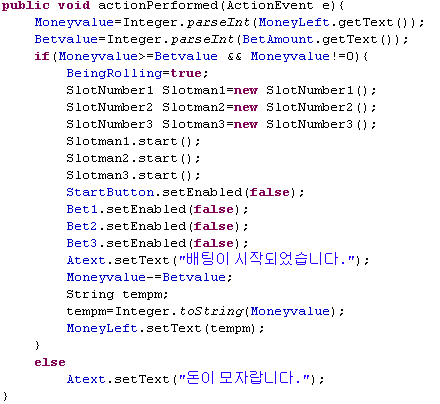 public void actionPerformed(ActionEvent e){
Moneyvalue=Integer.parseInt(MoneyLeft.getText());
Betvalue=Integer.parseInt(BetAmount.getText());
if(Moneyvalue>=Betvalue && Moneyvalue!=0){
BeingRolling=true;
SlotNumber1 Slotman1=new SlotNumber1();
SlotNumber2 Slotman2=new SlotNumber2();
SlotNumber3 Slotman3=new SlotNumber3();
Slotman1.start();
Slotman2.start();
Slotman3.start();
StartButton.setEnabled(false);
Bet1.setEnabled(false);
Bet2.setEnabled(false);
Bet3.setEnabled(false);
Atext.setText("배팅이 시작되었습니다.");
Moneyvalue-=Betvalue;
String tempm;
tempm=Integer.toString(Moneyvalue);
MoneyLeft.setText(tempm);
}
else
Atext.setText("돈이 모자랍니다.");
}